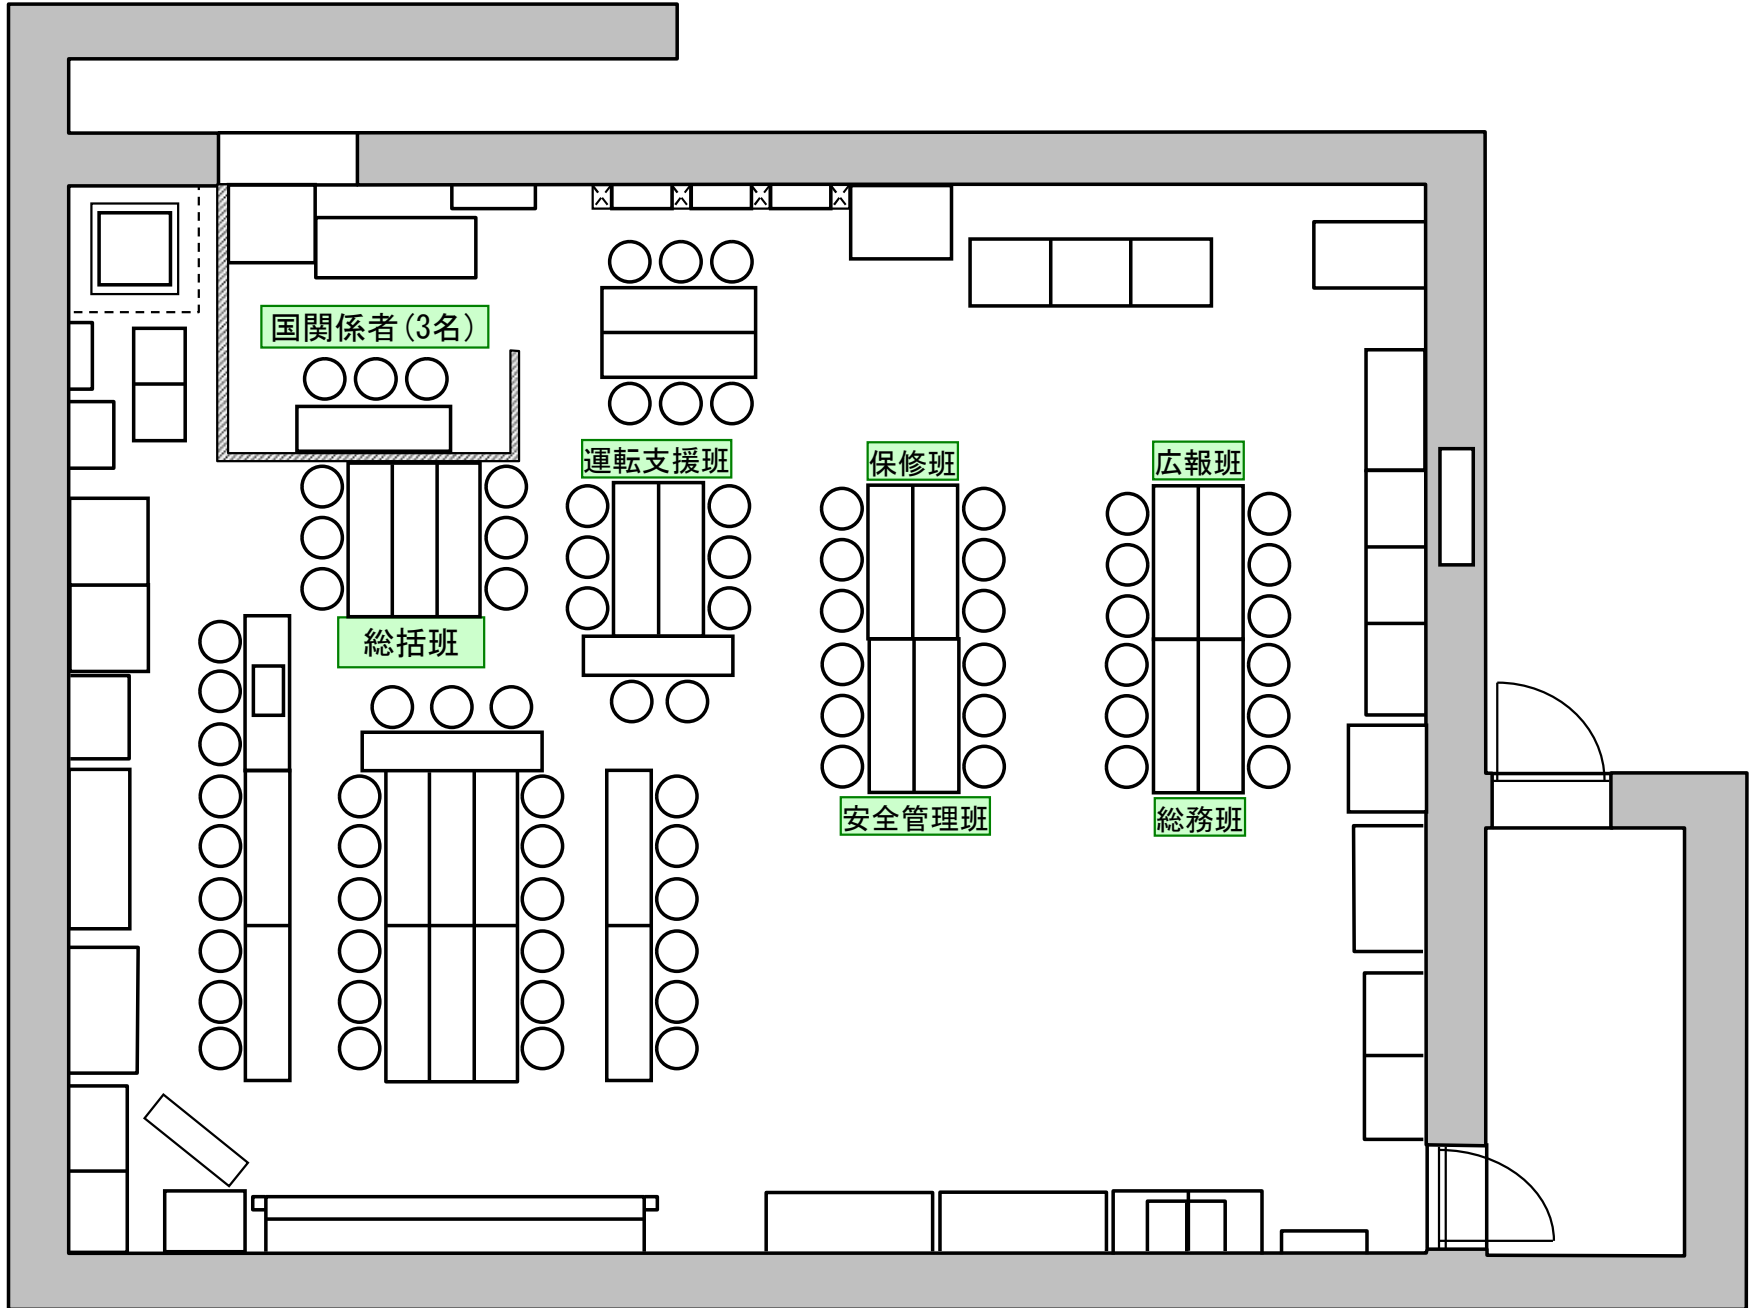 国関係者(3名)
運転支援班
保修班
広報班
総括班
安全管理班
総務班